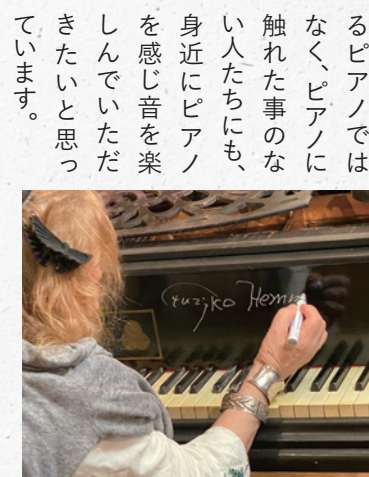 るピアノでは
なく、ピアノに
触れた事のな
い人たちにも、
身近にピアノ
を感じ音を楽
しんでいただ
きたいと思っ
ています。
Fuzjko Hemm